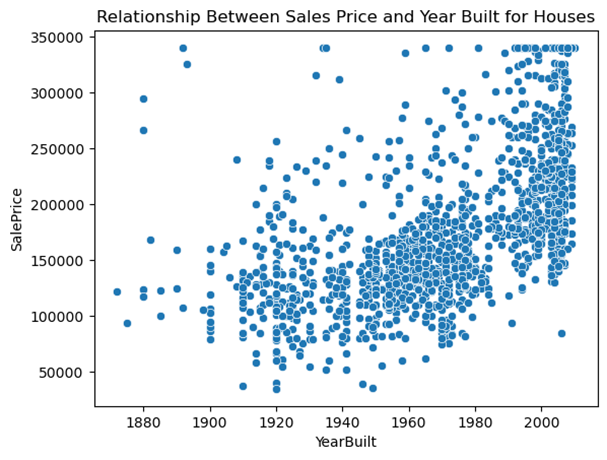 Relationship Between Sales Price and Year Built for Houses
350000
300000
250000
200000
150000
100000
50000
SalePrice
1880 1900 1920 1940 1960 1980 2000
YearBuilt